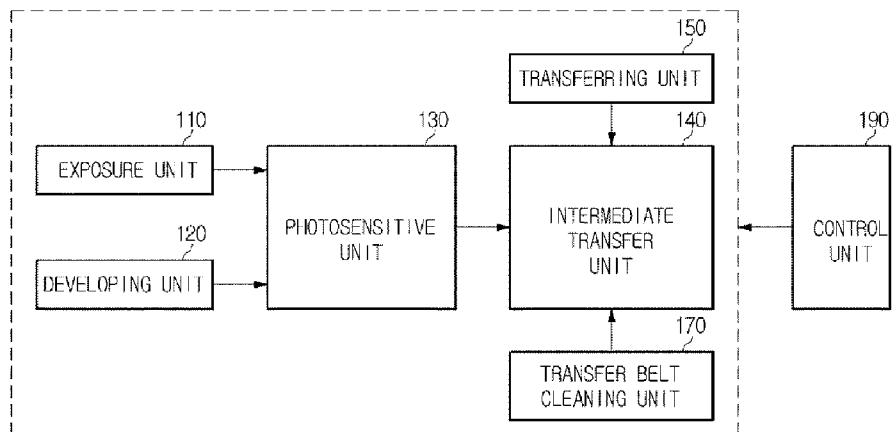 150
TRANSFERRING UNIT
110
EXPOSURE UNIT
130
PHOTOSENSITIVE
UNIT
140
INTERMEDIATE
TRANSFER
UNIT
190
CONTROL
UNIT
120
DEVELOPING UNIT
170
TRANSFER BELT
CLEANING UNIT